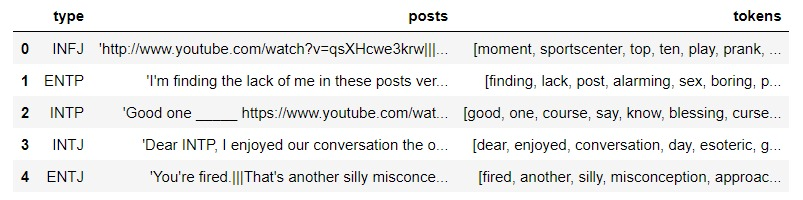 type posts tokens
0 INFJ 'http://www.youtube.com/watch?v=qsXHcwe3krw|||... [moment, sportscenter, top, ten, play, prank, ...
1 ENTP 'I'm finding the lack of me in these posts ver... [finding, lack, post, alarming, sex, boring, p...
2 INTP 'Good one _____ https://www.youtube.com/wat... [good, one, course, say, know, blessing, curse...
3 INTJ 'Dear INTP, I enjoyed our conversation the o... [dear, enjoyed, conversation, day, esoteric, g...
4 ENTJ 'You're fired.|||That's another silly misconce... [fired, another, silly, misconception, approac...